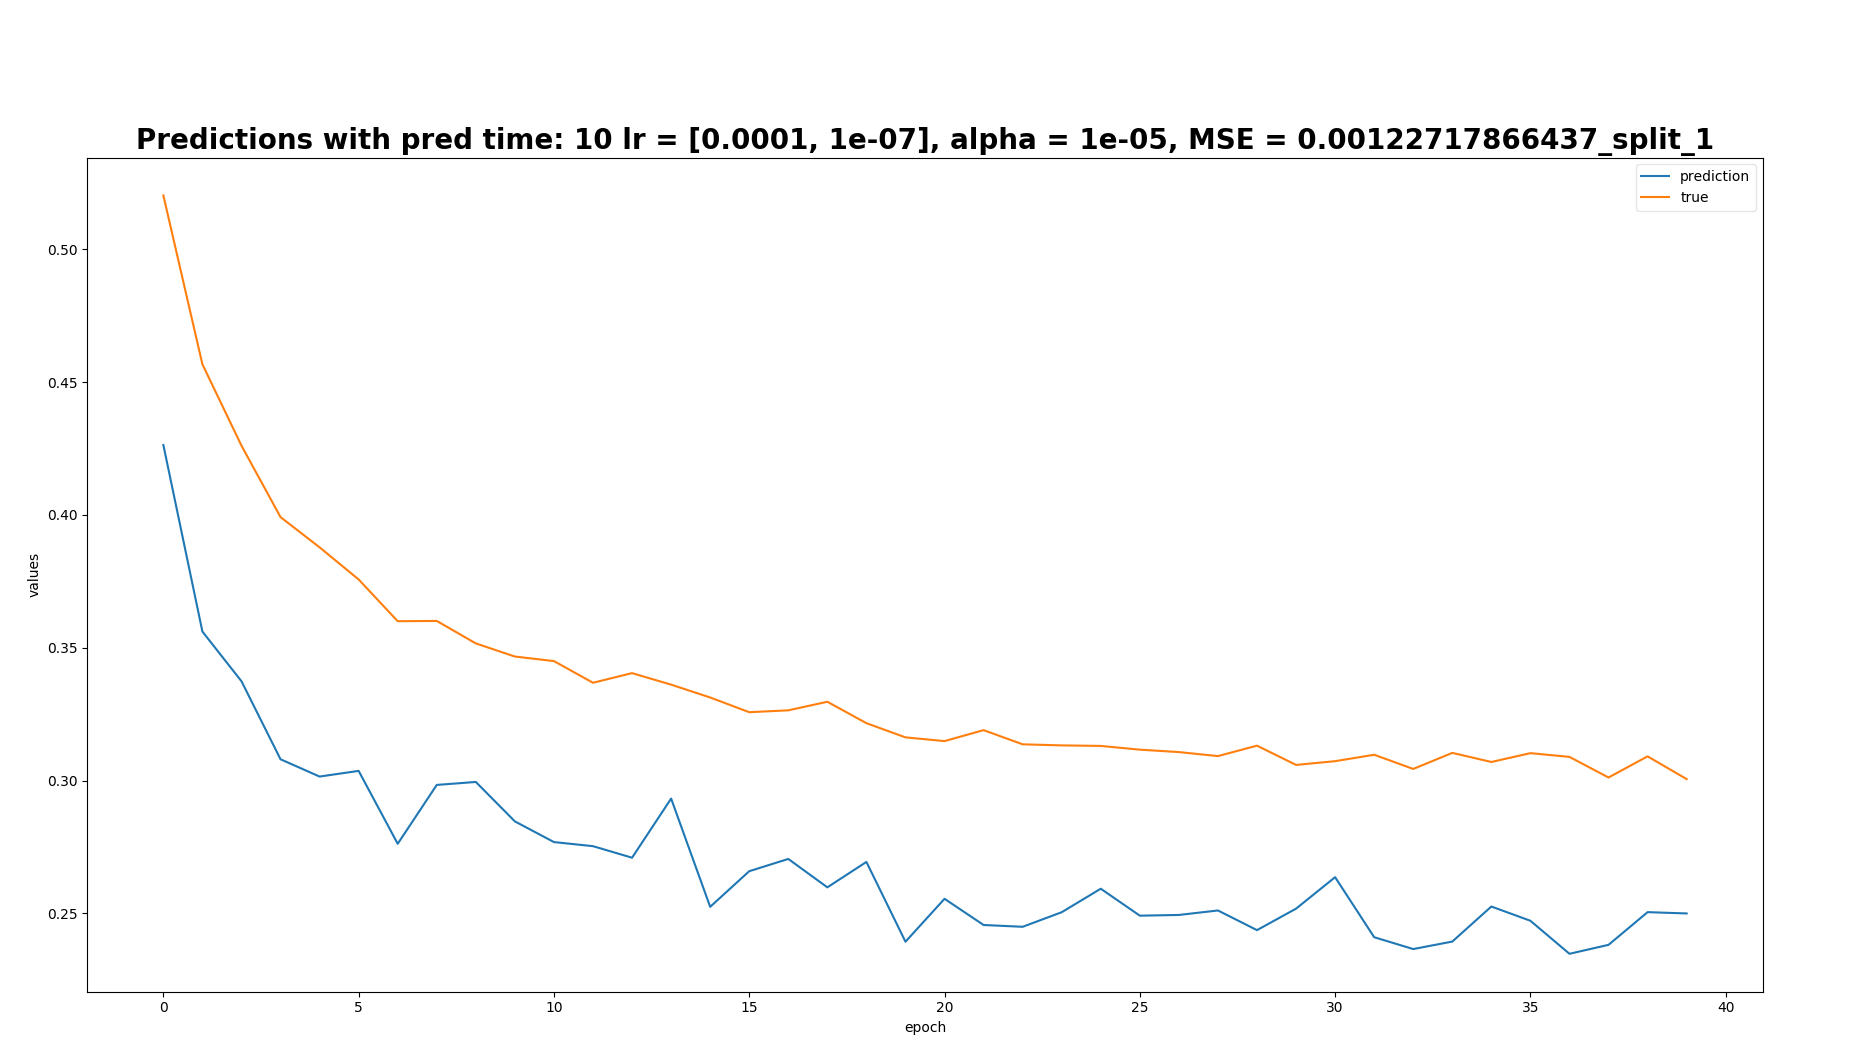 Predictions with pred time: 10 lr = [0.0001, 1e-07], alpha = 1e-05, MSE = 0.00122717866437_split_1
prediction
true
0.50
0.45
0.40
0.35
0.30
0.25
values
0 5 10 15 20 25 30 35 40
epoch